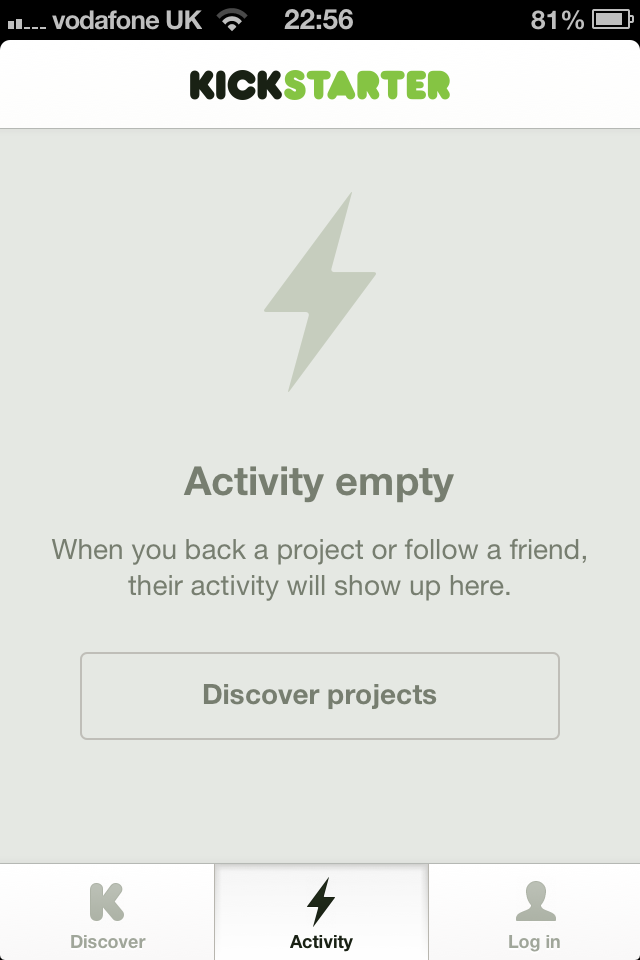 vodafone UK 22:56 81%
KICKSTARTER
Activity empty
When you back a project or follow a friend,
their activity will show up here.
Discover projects
Discover Activity Log in